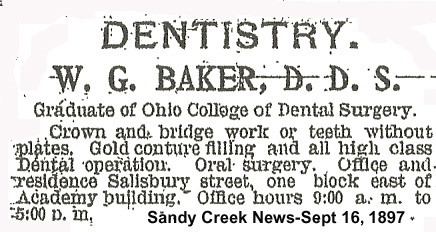 DENTISTRY.
W. G. BAKER, D. D. S.
Graduate of Ohio College of Dental Surgery.
Crown and bridge work or teeth without
plates. Gold conture filling and all high class
Dental operation. Oral surgery. Office and
residence Salisbury street, one block east of
Academy building. Office hours 9:00 a. m. to
5:00 p. m.
Sandy Creek News-Sept 16, 1897